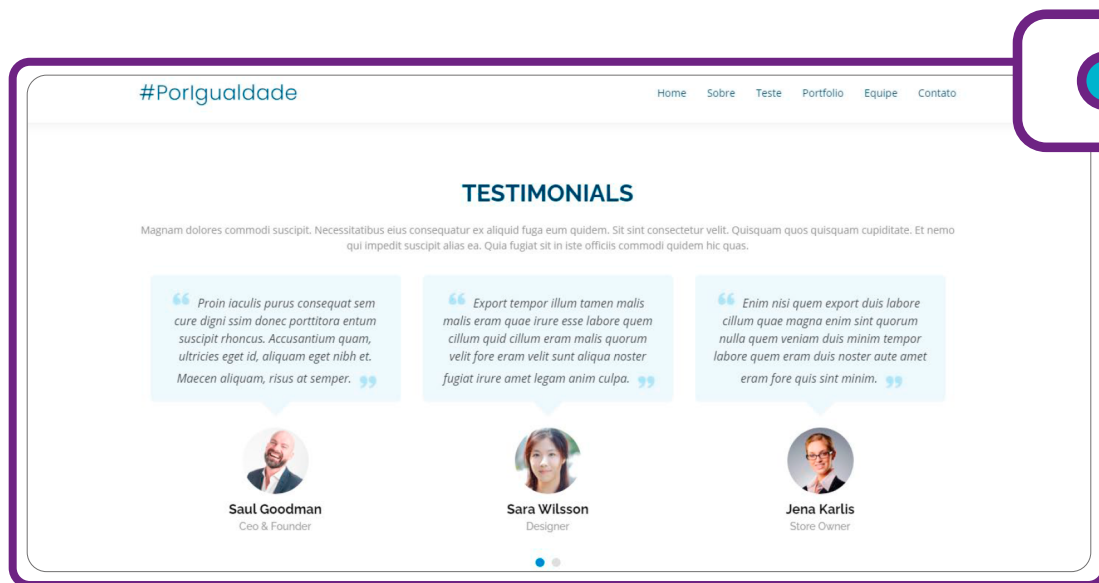 #PorIgualdade
Home Sobre Teste Portfolio Equipe Contato
TESTIMONIALS
Magnam dolores commodi suscipit. Necessitatibus eius consequatur ex aliquid fuga eum quidem. Sit sint consectetur velit. Quisquam quos quisquam cupiditate. Et nemo
qui impedit suscipit alias ea. Quia fugiat sit in iste officiis commodi quidem hic quas.
“ Proin iaculis purus consequat sem
cure digni ssim donec porttitora entum
suscipit rhoncus. Accusantium quam,
ultricies eget id, aliquam eget nibh et.
Maecen aliquam, risus at semper. ”
Saul Goodman
Ceo & Founder
“ Export tempor illum tamen malis
malis eram quae irure esse labore quem
cillum quid cillum eram malis quorum
velit fore eram velit sunt aliqua noster
fugiat irure amet legam anim culpa. ”
Sara Wilsson
Designer
“ Enim nisi quem export duis labore
cillum quae magna enim sint quorum
nulla quem veniam duis minim tempor
labore quem eram duis noster aute amet
eram fore quis sint minim. ”
Jena Karlis
Store Owner